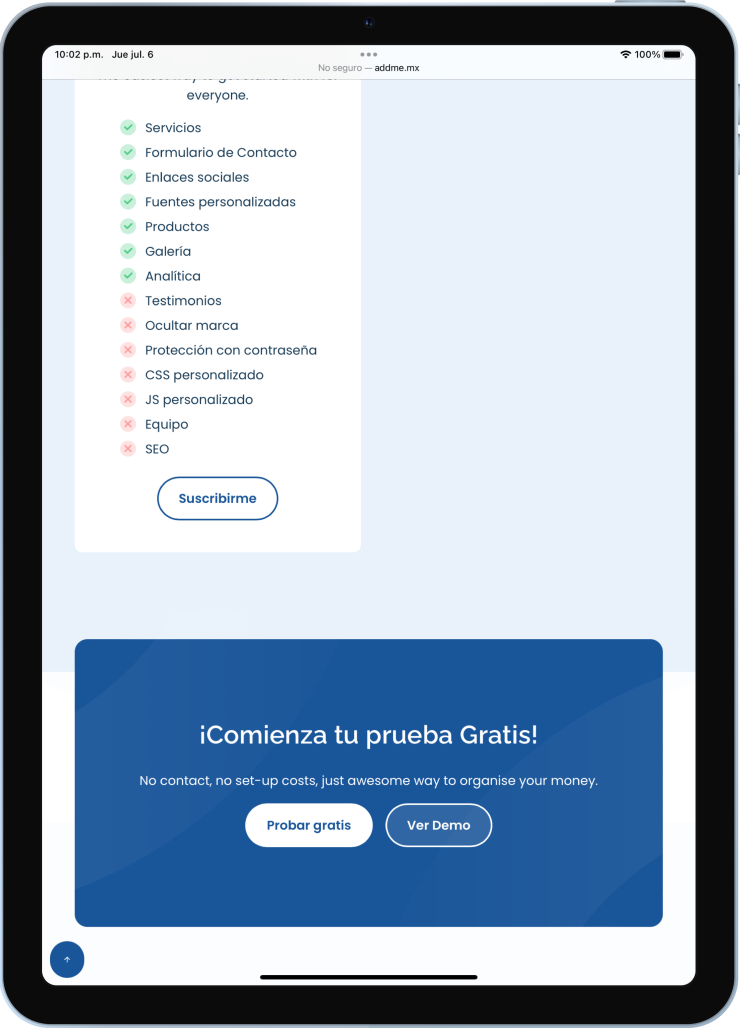 10:02 p.m. Jue jul. 6
100%
No seguro — addme.mx
everyone.
Servicios
Formulario de Contacto
Enlaces sociales
Fuentes personalizadas
Productos
Galería
Analítica
Testimonios
Ocultar marca
Protección con contraseña
CSS personalizado
JS personalizado
Equipo
SEO
Suscribirme
¡Comienza tu prueba Gratis!
No contact, no set-up costs, just awesome way to organise your money.
Probar gratis
Ver Demo